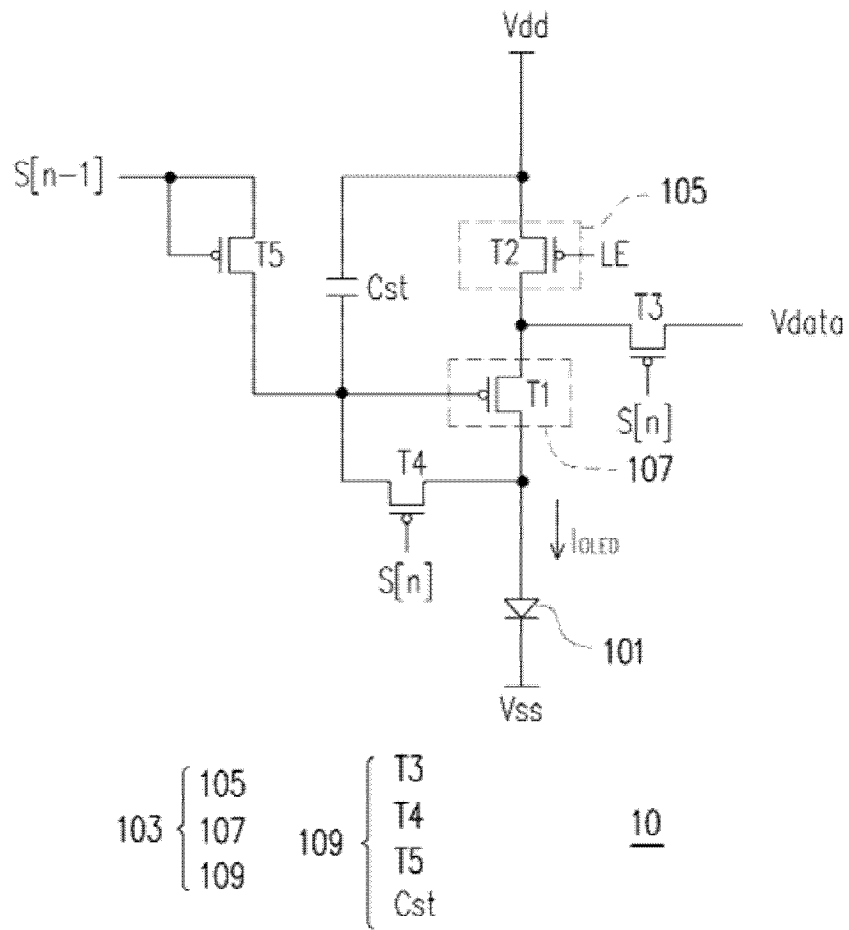 Vdd
S[n-1]
105
T5
T2
LE
Cst
T3
Vdata
T1
S[n]
T4
107
IOLED
S[n]
101
Vss
103
105
107
109
109
T3
T4
T5
Cst
10